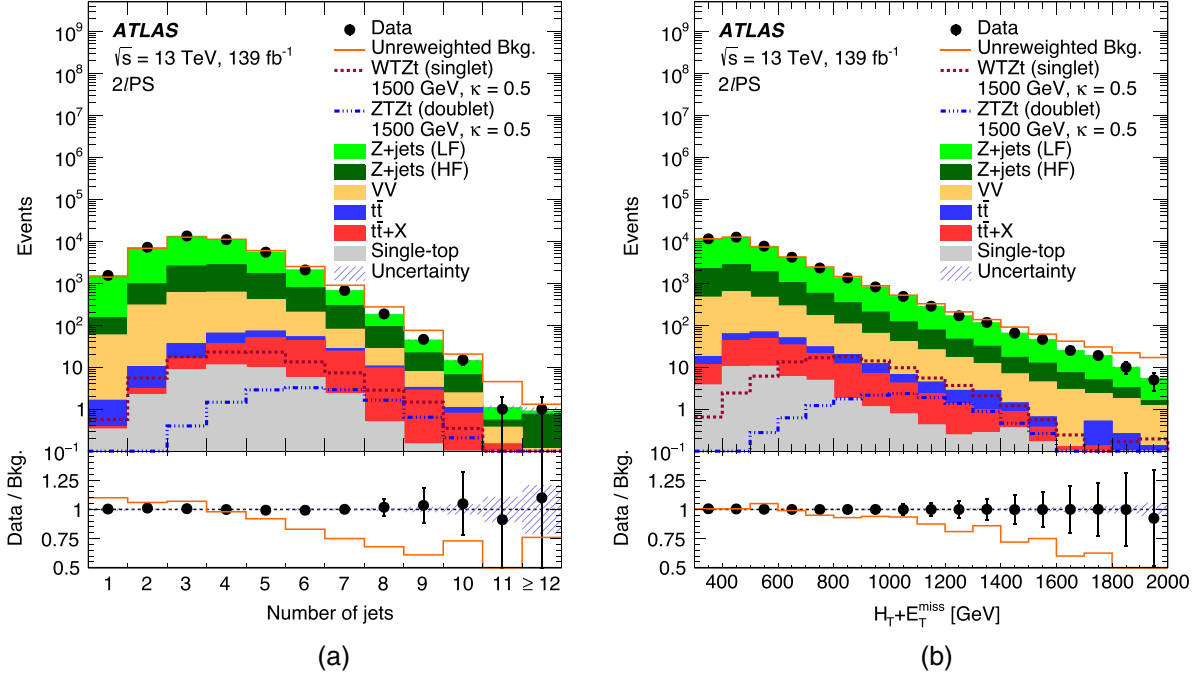 ATLAS
√s = 13 TeV, 139 fb⁻¹
2lPS
Data
Unreweighted Bkg.
WTZt (singlet)
1500 GeV, κ = 0.5
ZTZt (doublet)
1500 GeV, κ = 0.5
Z+jets (LF)
Z+jets (HF)
VV
tt̄
tt̄+X
Single-top
Uncertainty
Events
10⁹
10⁸
10⁷
10⁶
10⁵
10⁴
10³
10²
10
1
10⁻¹
Data / Bkg.
1.25
1
0.75
0.5
1 2 3 4 5 6 7 8 9 10 11 ≥ 12
Number of jets
(a)
ATLAS
√s = 13 TeV, 139 fb⁻¹
2lPS
Data
Unreweighted Bkg.
WTZt (singlet)
1500 GeV, κ = 0.5
ZTZt (doublet)
1500 GeV, κ = 0.5
Z+jets (LF)
Z+jets (HF)
VV
tt̄
tt̄+X
Single-top
Uncertainty
Events
10⁹
10⁸
10⁷
10⁶
10⁵
10⁴
10³
10²
10
1
10⁻¹
Data / Bkg.
1.25
1
0.75
0.5
400 600 800 1000 1200 1400 1600 1800 2000
H_T+E_T^miss [GeV]
(b)